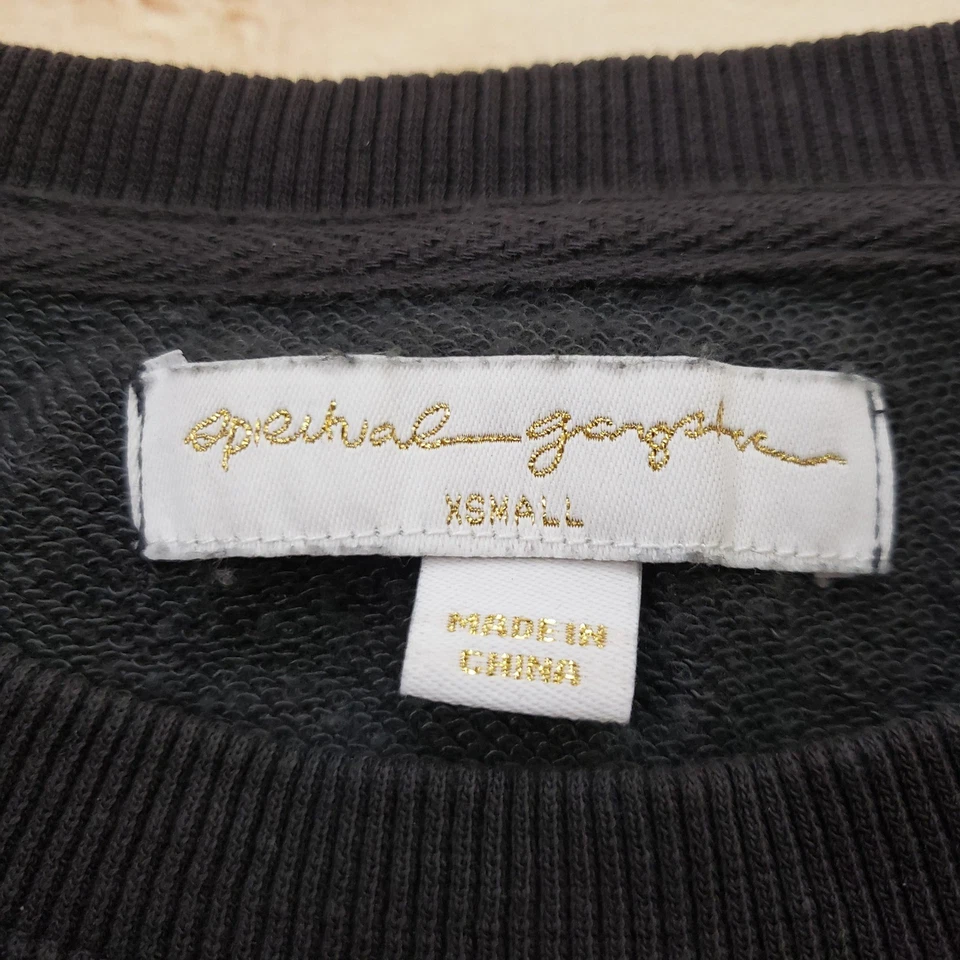 spiritual gangster
XSMALL
MADE IN
CHINA